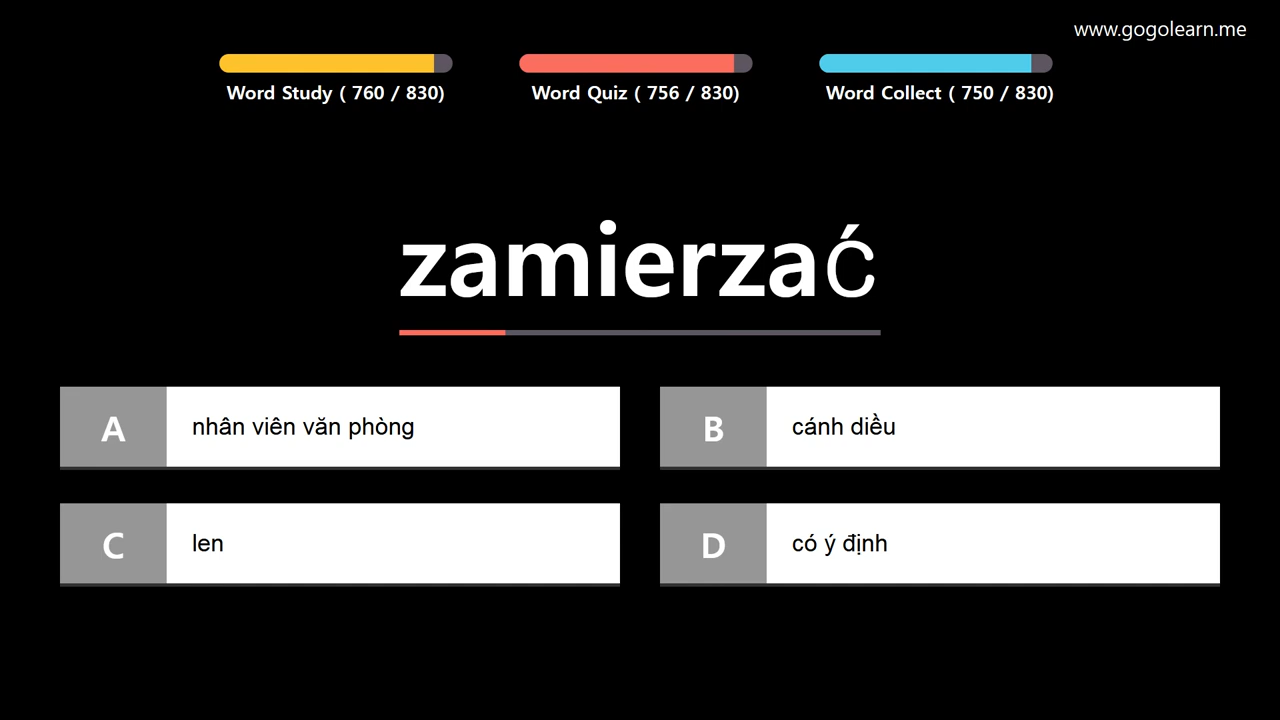 www.gogolearn.me
Word Study ( 760 / 830)
Word Quiz ( 756 / 830)
Word Collect ( 750 / 830)
zamierzać
A
nhân viên văn phòng
B
cánh diều
C
len
D
có ý định